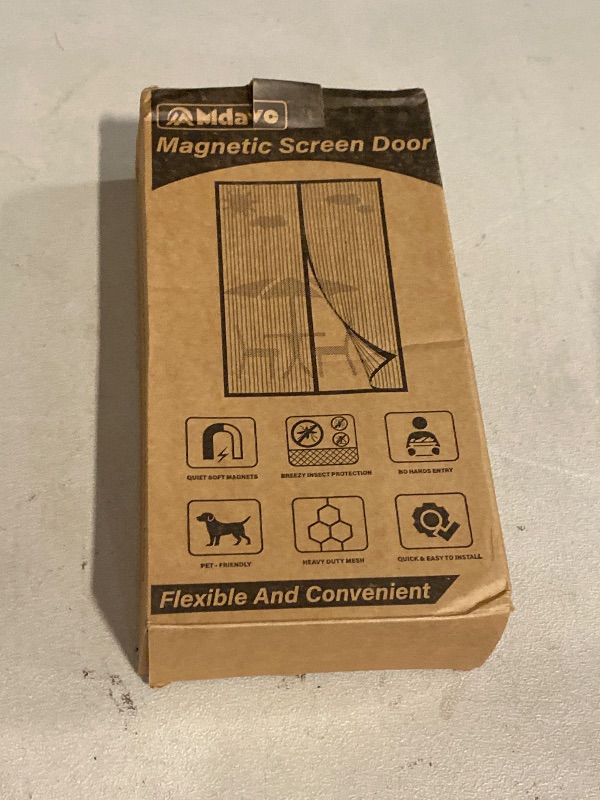 Mdayc
Magnetic Screen Door
QUIET SOFT MAGNETS
BREEZY INSECT PROTECTION
NO HANDS ENTRY
PET - FRIENDLY
HEAVY DUTY MESH
QUICK & EASY TO INSTALL
Flexible And Convenient